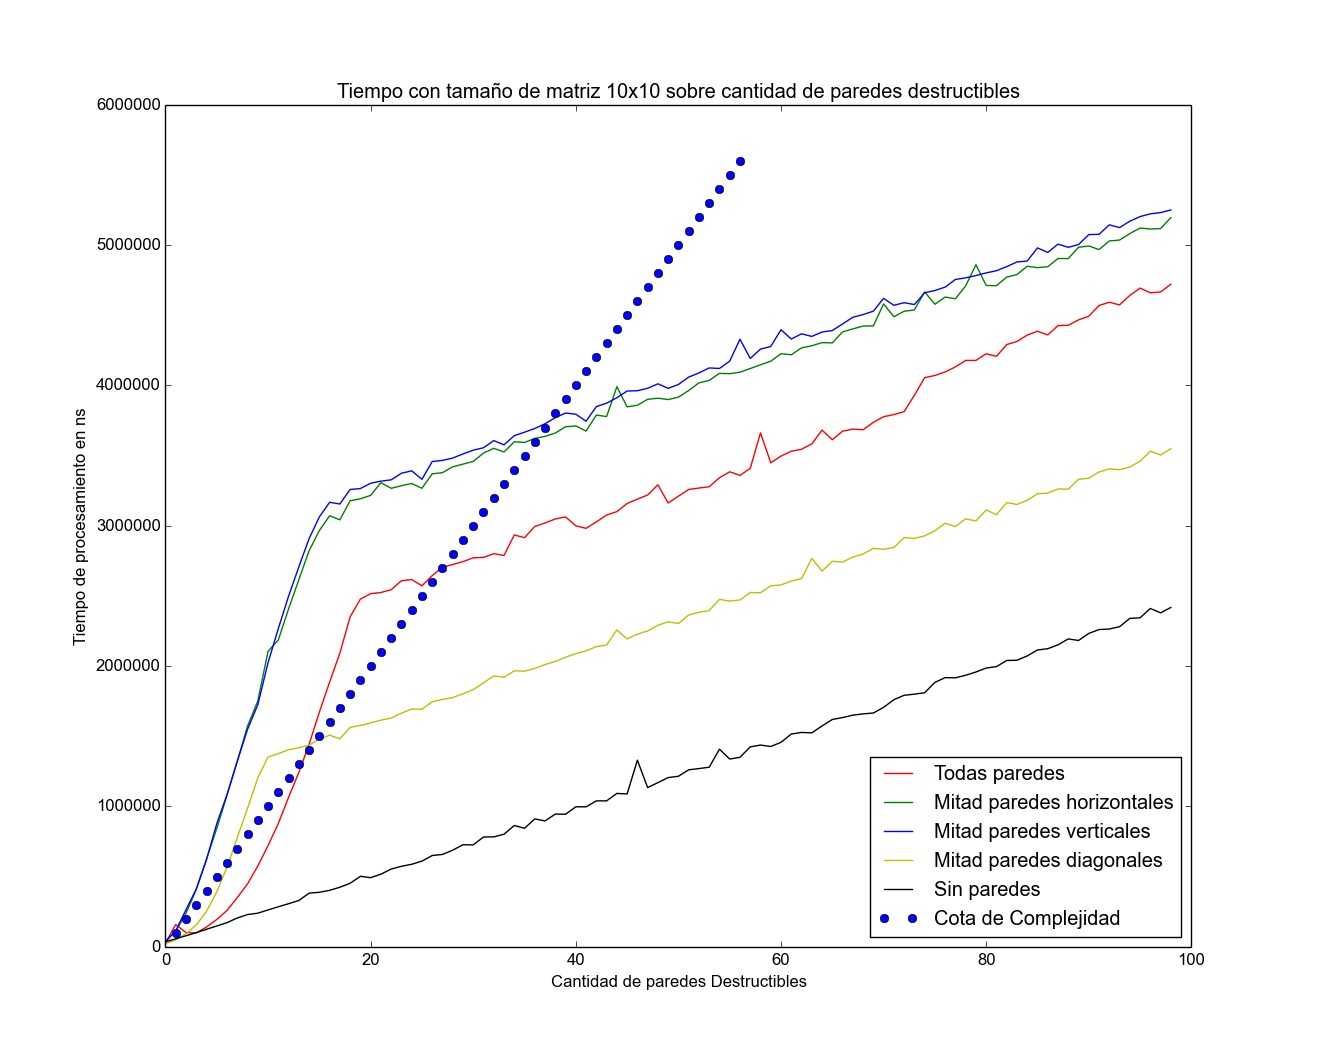 Tiempo con tamaño de matriz 10x10 sobre cantidad de paredes destructibles
6000000
5000000
4000000
3000000
2000000
1000000
0
Tiempo de procesamiento en ns
0 20 40 60 80 100
Cantidad de paredes Destructibles
Todas paredes
Mitad paredes horizontales
Mitad paredes verticales
Mitad paredes diagonales
Sin paredes
Cota de Complejidad